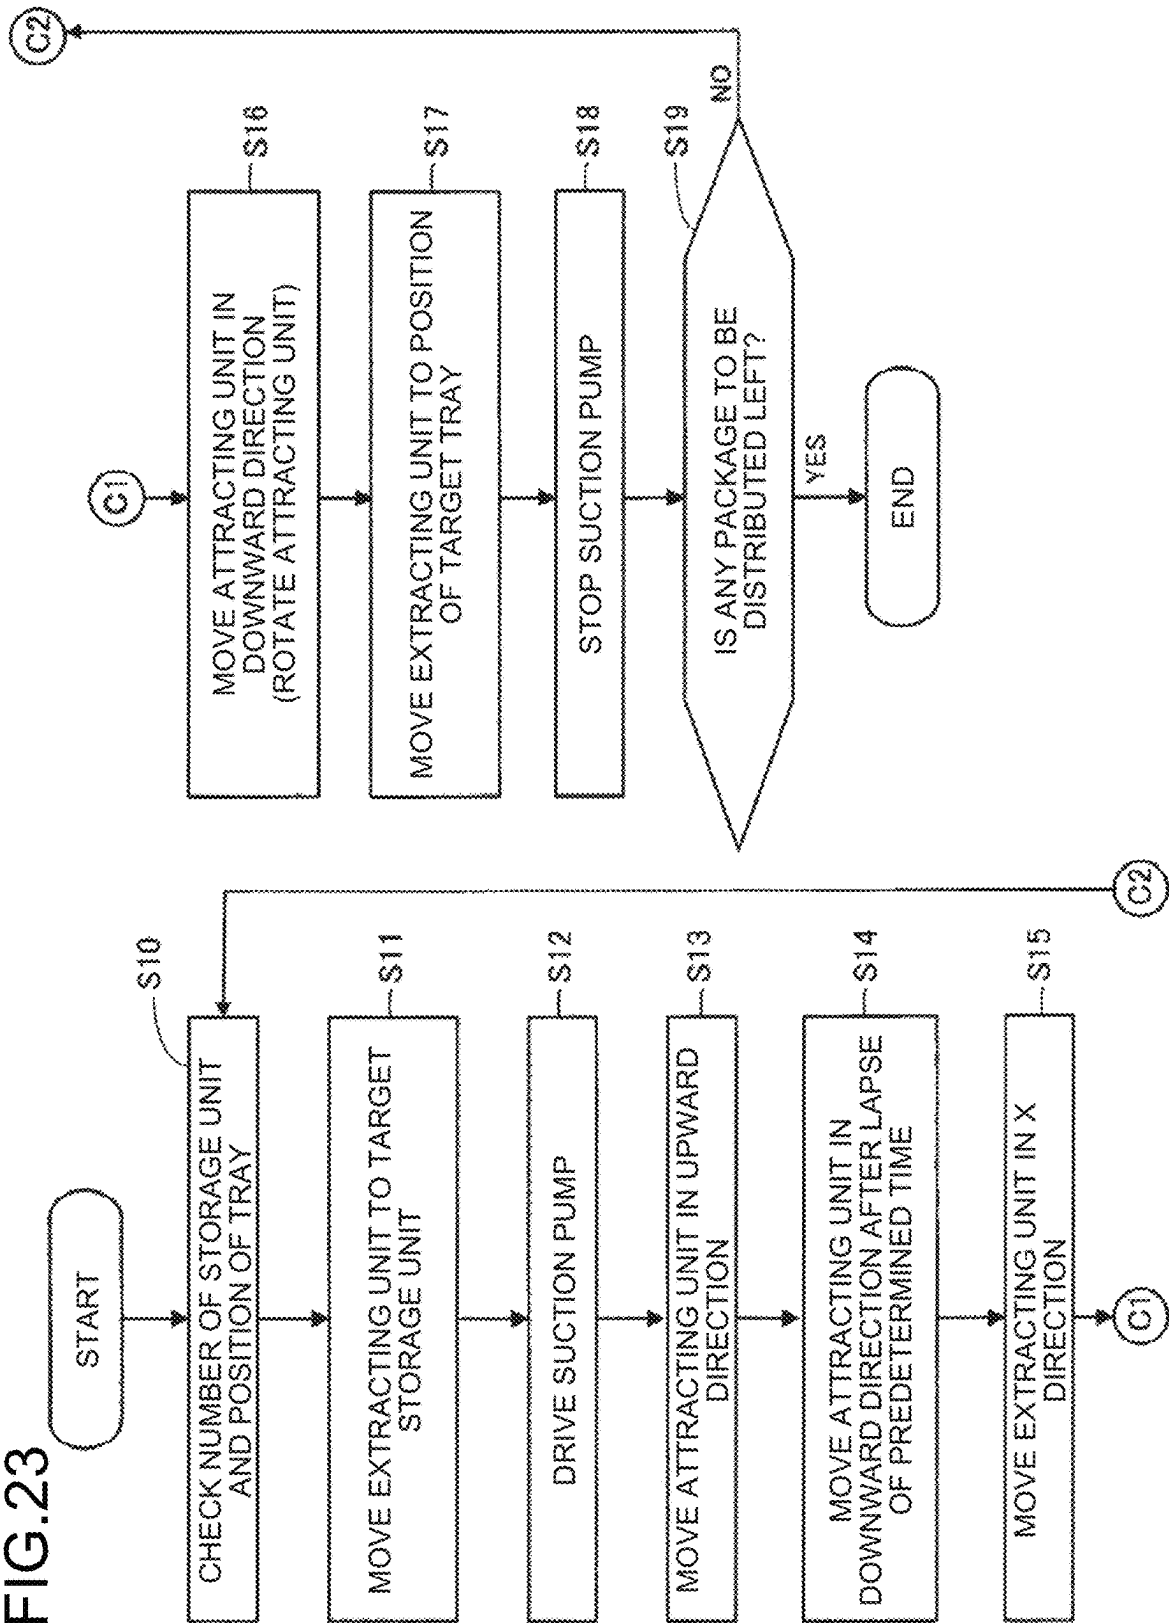 FIG.23
START
CHECK NUMBER OF STORAGE UNIT
AND POSITION OF TRAY
S10
MOVE EXTRACTING UNIT TO TARGET
STORAGE UNIT
S11
DRIVE SUCTION PUMP
S12
MOVE ATTRACTING UNIT IN UPWARD
DIRECTION
S13
MOVE ATTRACTING UNIT IN
DOWNWARD DIRECTION AFTER LAPSE
OF PREDETERMINED TIME
S14
MOVE EXTRACTING UNIT IN X
DIRECTION
S15
C1
C2
C1
MOVE ATTRACTING UNIT IN
DOWNWARD DIRECTION
(ROTATE ATTRACTING UNIT)
S16
MOVE EXTRACTING UNIT TO POSITION
OF TARGET TRAY
S17
STOP SUCTION PUMP
S18
IS ANY PACKAGE TO BE
DISTRIBUTED LEFT?
S19
NO
C2
YES
END